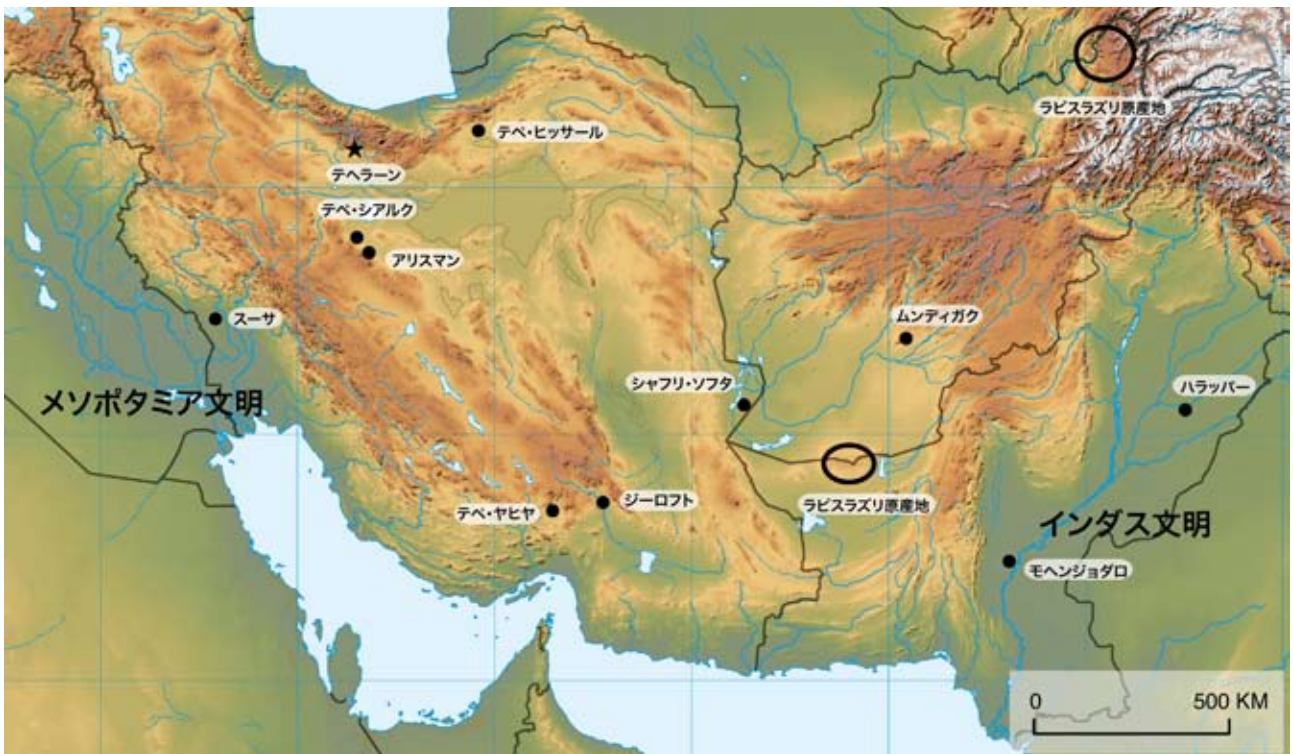 ラピスラズリ原産地
テペ・ヒッサール
テヘラーン
テペ・シアルク
アリスマン
スーサ
ムンディガク
シャフリ・ソフタ
ハラッパー
メソポタミア文明
テペ・ヤヒヤ
ジーロフト
ラピスラズリ原産地
インダス文明
モヘンジョダロ
0 500 KM